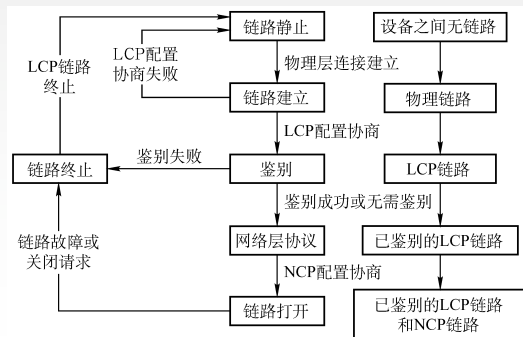 链路静止
设备之间无链路
LCP链路
终止
LCP配置
协商失败
物理层连接建立
链路建立
物理链路
LCP配置协商
链路终止
鉴别失败
鉴别
LCP链路
鉴别成功或无需鉴别
链路故障或
关闭请求
网络层协议
已鉴别的LCP链路
NCP配置协商
链路打开
已鉴别的LCP链路
和NCP链路